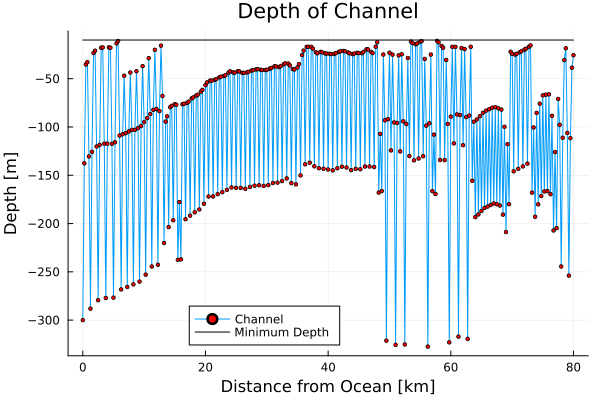 Depth of Channel
Depth [m]
−50
−100
−150
−200
−250
−300
Channel
Minimum Depth
0
20
40
60
80
Distance from Ocean [km]